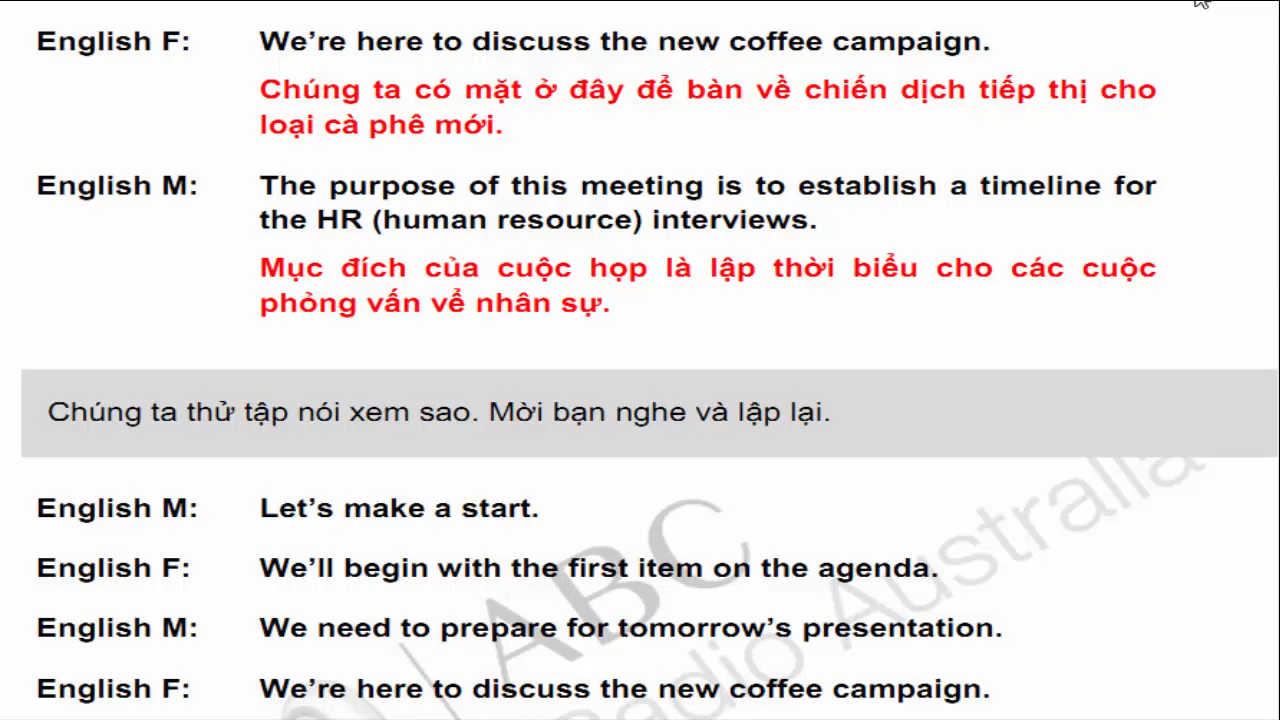 English F: We're here to discuss the new coffee campaign.
Chúng ta có mặt ở đây để bàn về chiến dịch tiếp thị cho
loại cà phê mới.
English M: The purpose of this meeting is to establish a timeline for
the HR (human resource) interviews.
Mục đích của cuộc họp là lập thời biểu cho các cuộc
phỏng vấn vể nhân sự.
Chúng ta thử tập nói xem sao. Mời bạn nghe và lập lại.
English M: Let's make a start.
English F: We'll begin with the first item on the agenda.
English M: We need to prepare for tomorrow's presentation.
English F: We're here to discuss the new coffee campaign.
ABC
Radio Australia